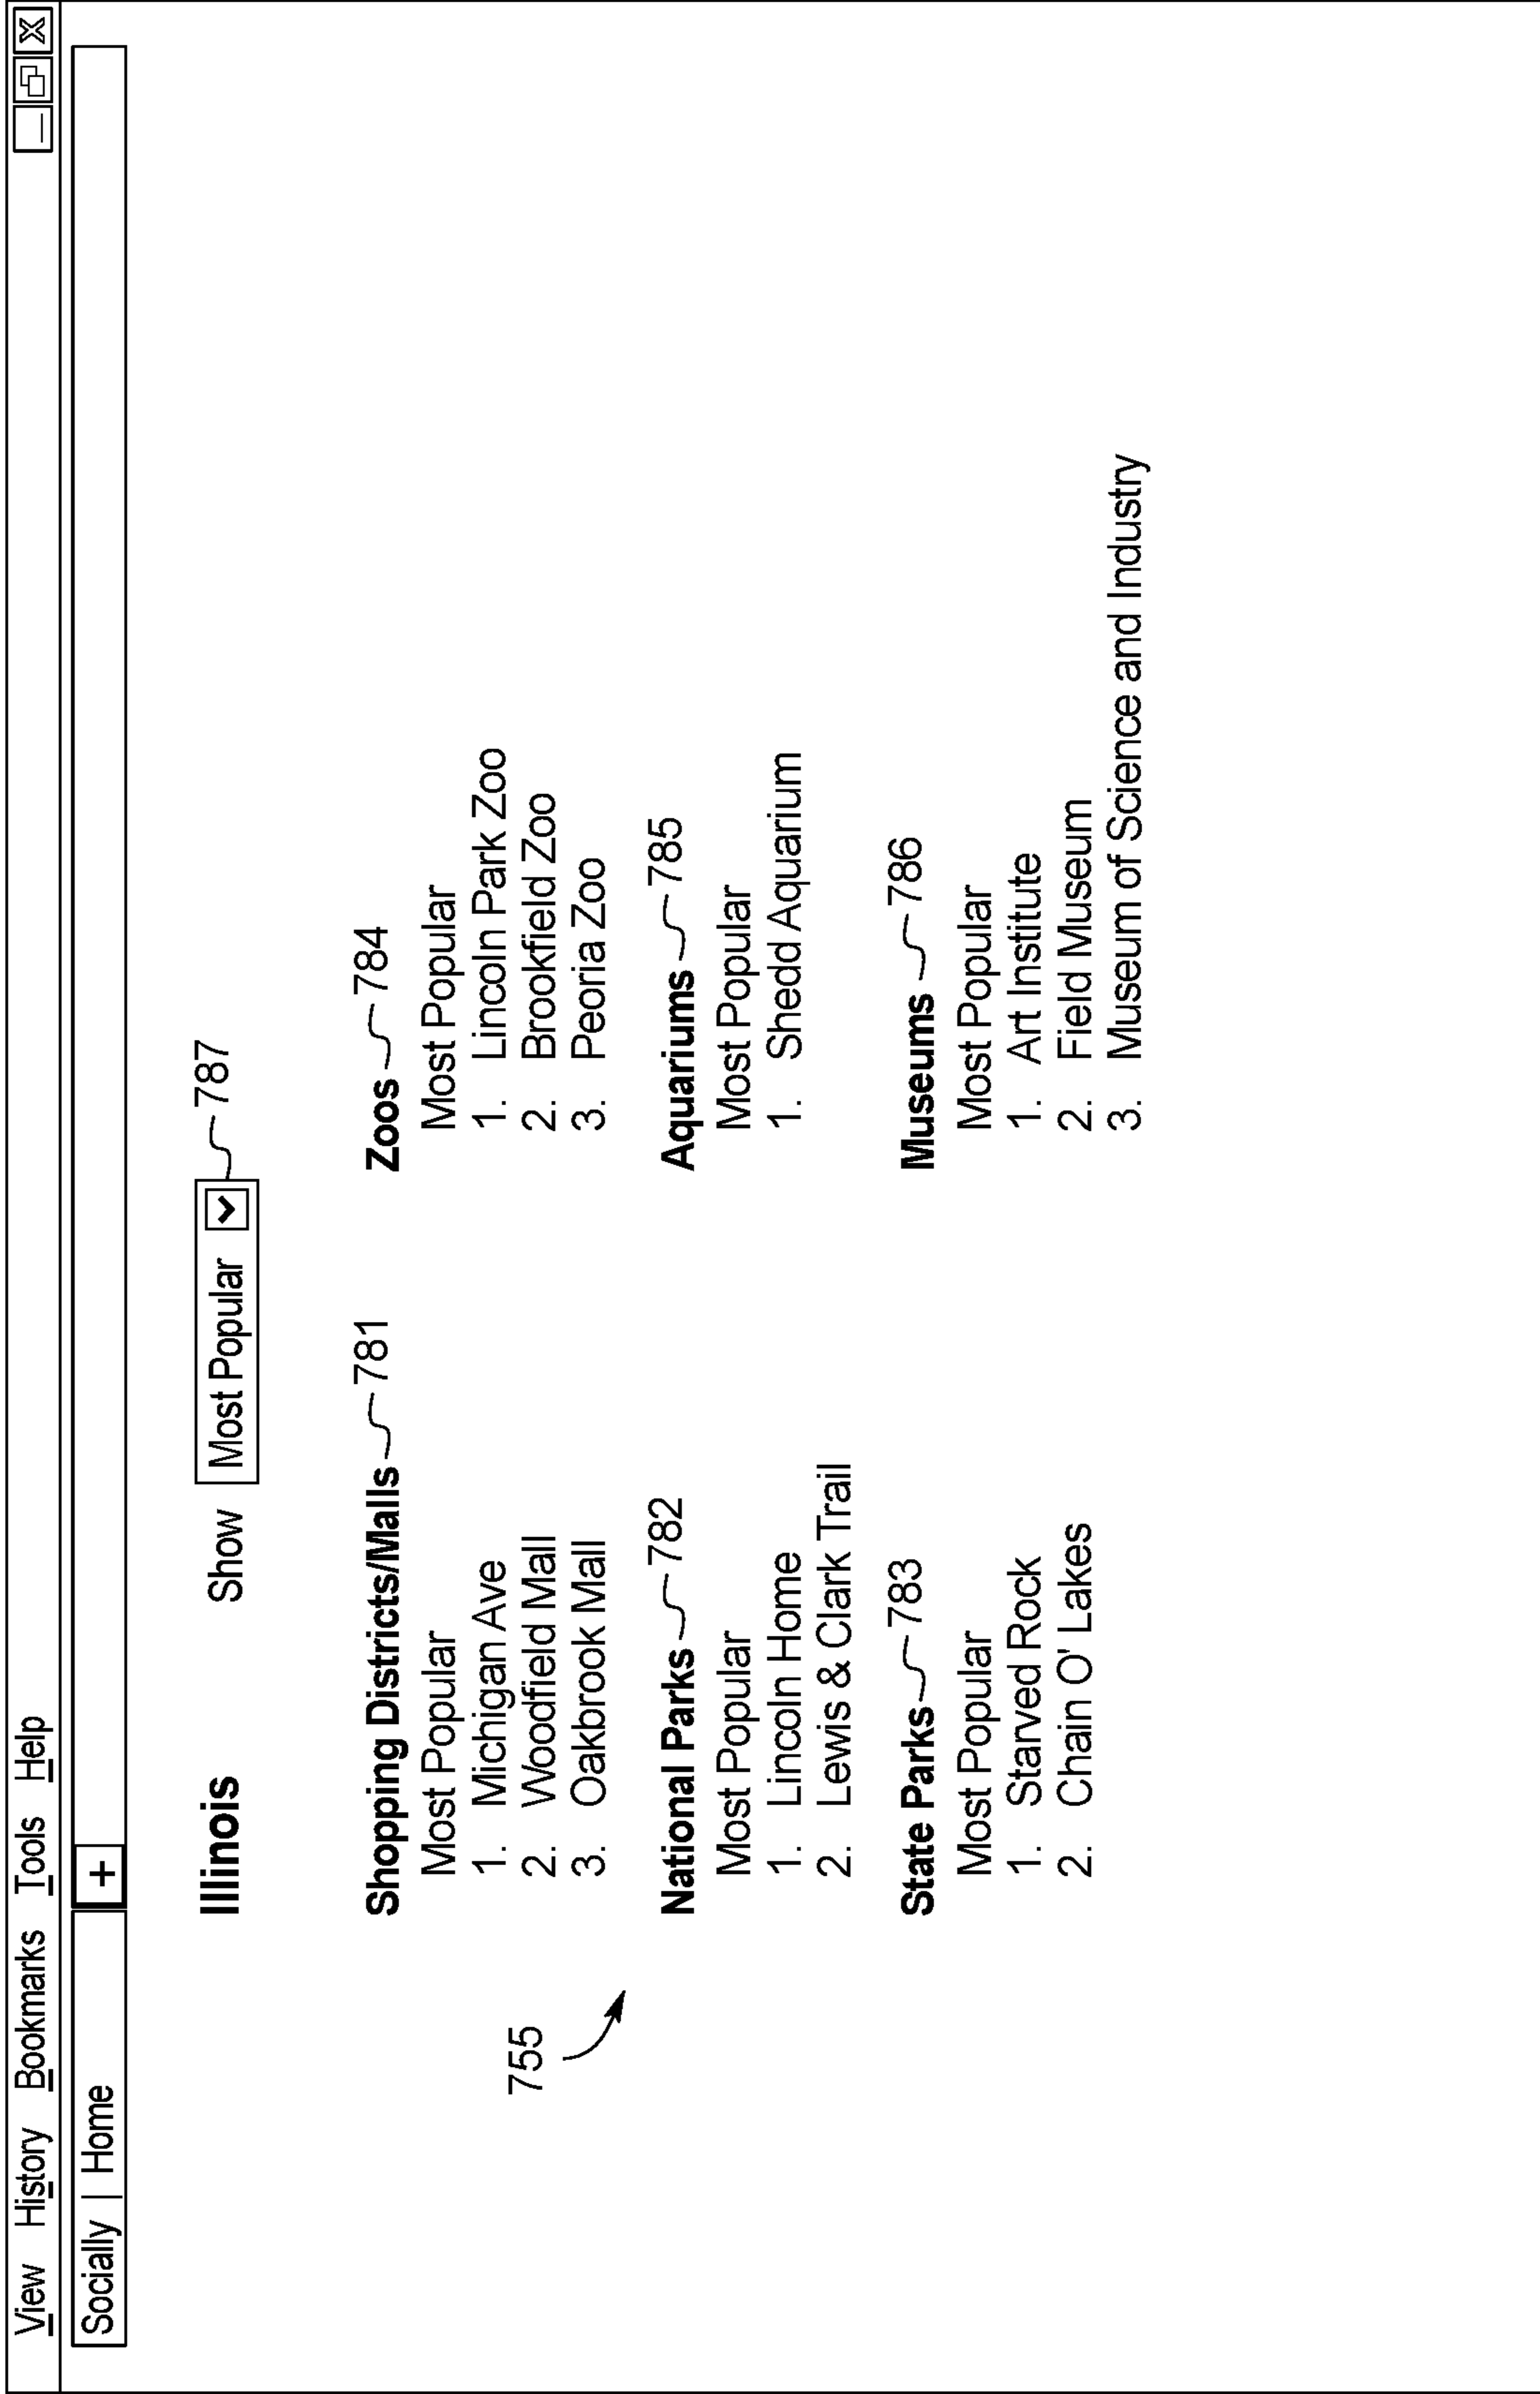 View History Bookmarks Tools Help
Socially | Home +
Illinois Show Most Popular 787
Shopping Districts/Malls 781
Most Popular
1. Michigan Ave
2. Woodfield Mall
3. Oakbrook Mall
755
National Parks 782
Most Popular
1. Lincoln Home
2. Lewis & Clark Trail
State Parks 783
Most Popular
1. Starved Rock
2. Chain O' Lakes
Zoos 784
Most Popular
1. Lincoln Park Zoo
2. Brookfield Zoo
3. Peoria Zoo
Aquariums 785
Most Popular
1. Shedd Aquarium
Museums 786
Most Popular
1. Art Institute
2. Field Museum
3. Museum of Science and Industry